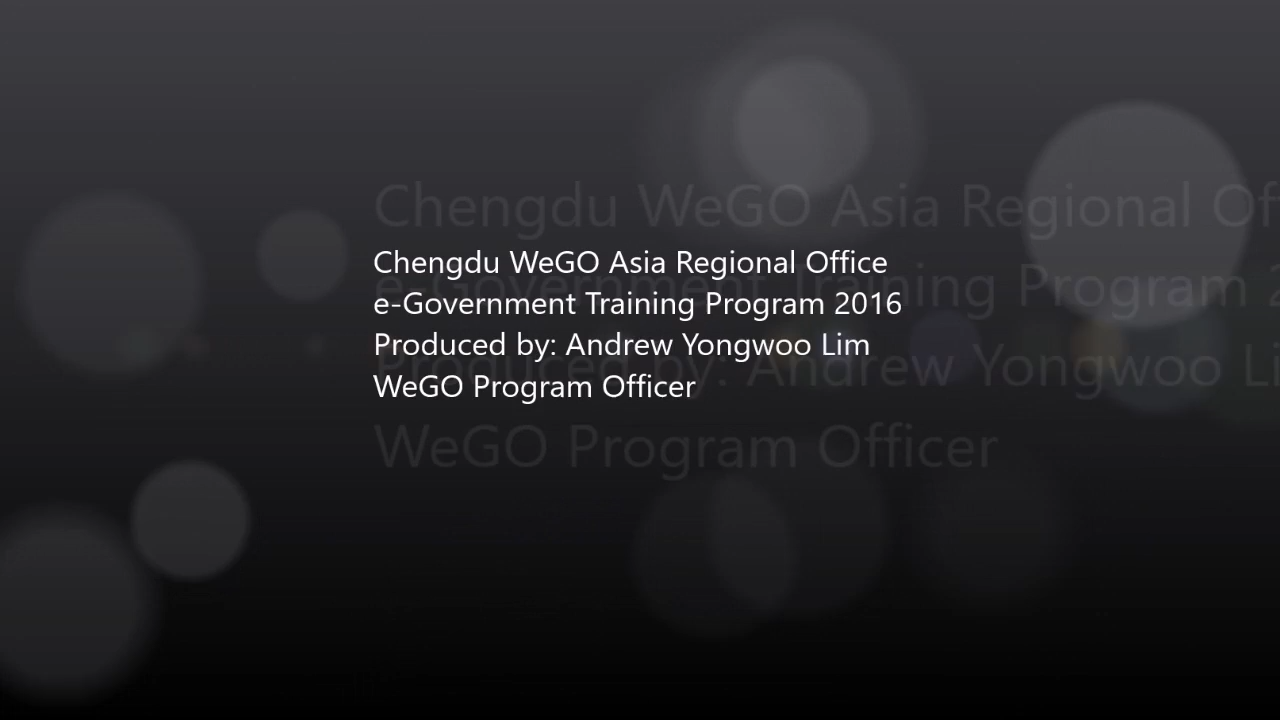 Chengdu WeGO Asia Regional Office
e-Government Training Program 2016
Produced by: Andrew Yongwoo Lim
WeGO Program Officer